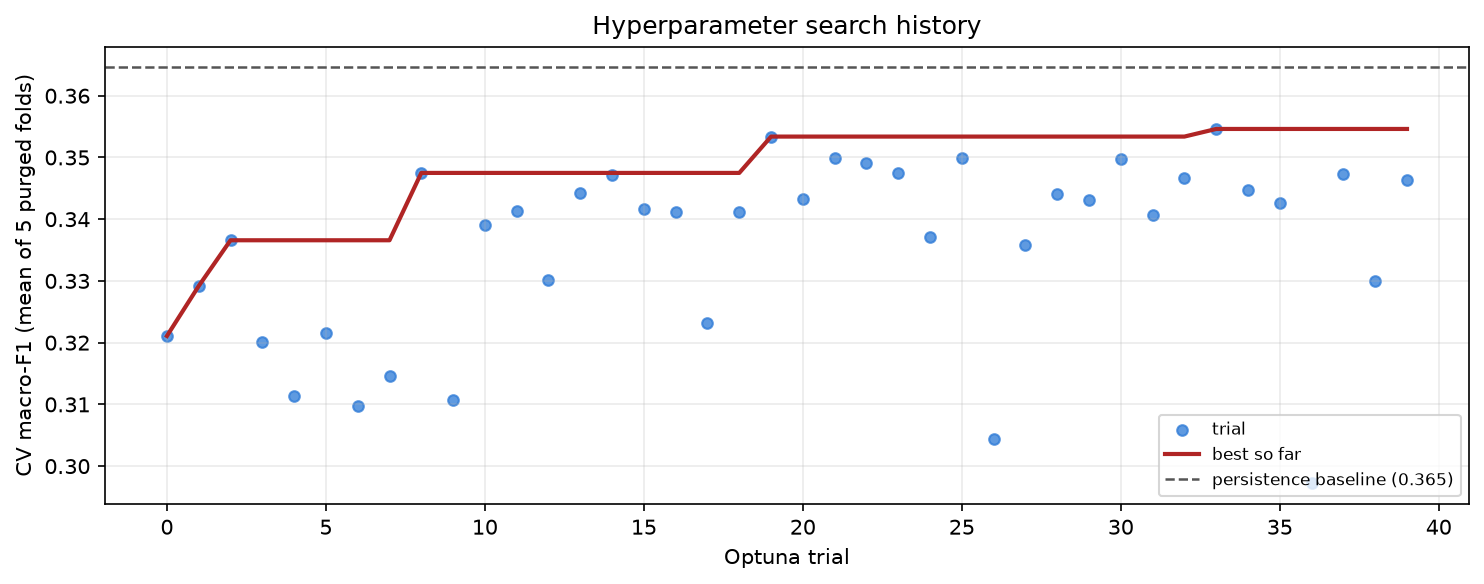 Hyperparameter search history
CV macro-F1 (mean of 5 purged folds)
0.36
0.35
0.34
0.33
0.32
0.31
0.30
trial
best so far
persistence baseline (0.365)
0 5 10 15 20 25 30 35 40
Optuna trial